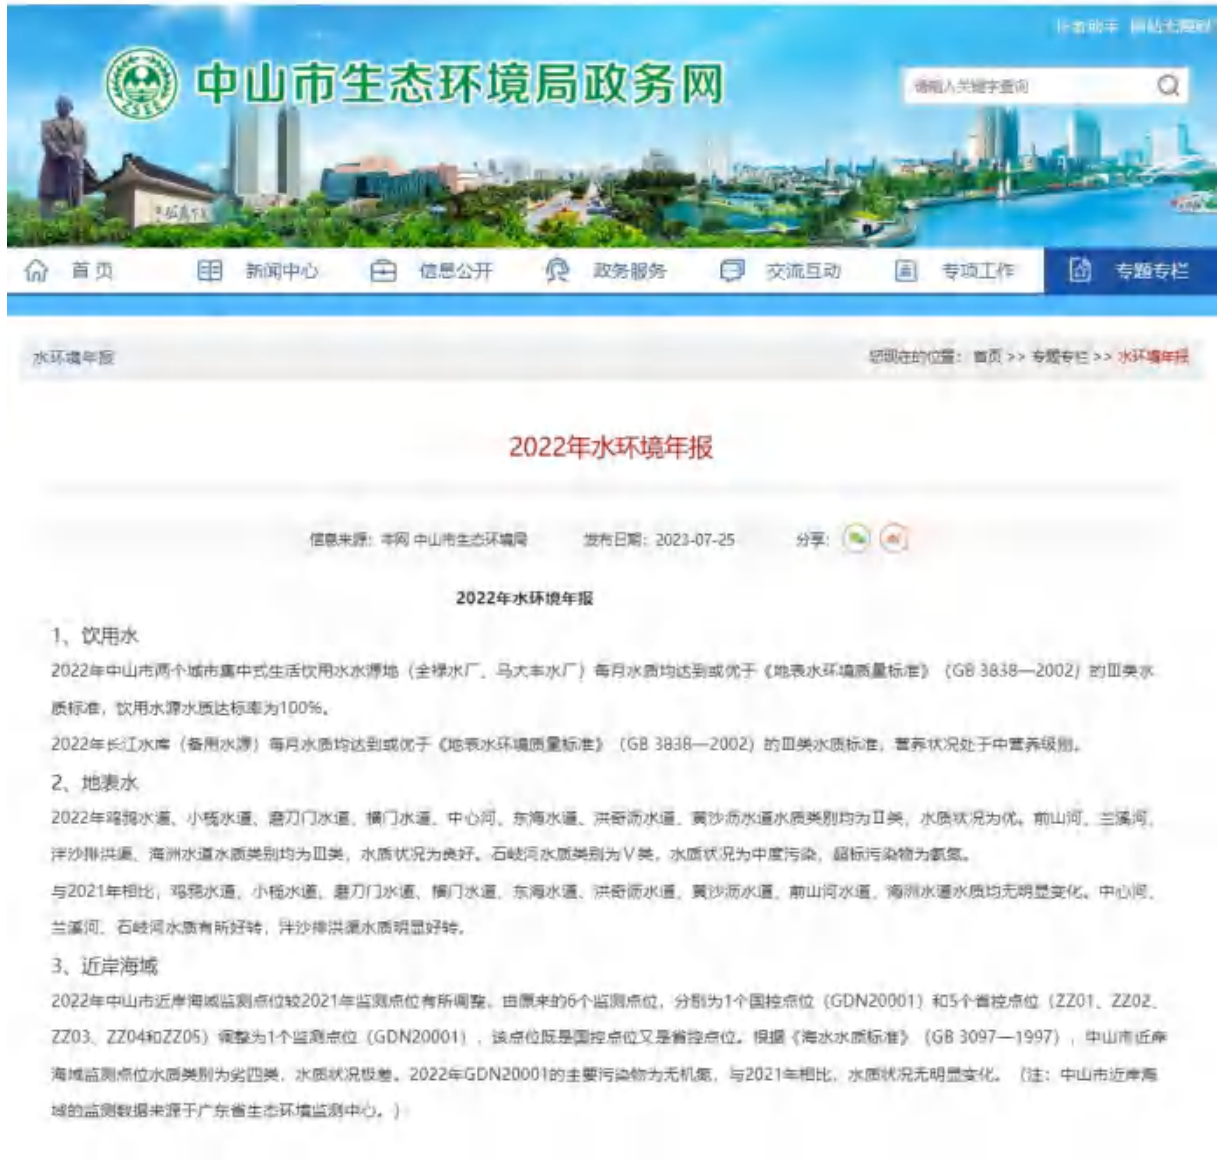 中山市生态环境局政务网
请输入关键字查询
首页 新闻中心 信息公开 政务服务 交流互动 专项工作 专题专栏
水环境年报 您现在的位置： 首页 >> 专题专栏 >> 水环境年报
2022年水环境年报
信息来源：本网 中山市生态环境局 发布日期：2023-07-25 分享：
2022年水环境年报
1、饮用水
2022年中山市两个城市集中式生活饮用水水源地（全禄水厂、马大丰水厂）每月水质均达到或优于《地表水环境质量标准》（GB 3838—2002）的Ⅲ类水
质标准，饮用水源水质达标率为100%。
2022年长江水库（备用水源）每月水质均达到或优于《地表水环境质量标准》（GB 3838—2002）的Ⅲ类水质标准，营养状况处于中营养级别。
2、地表水
2022年鸡鸦水道、小榄水道、磨刀门水道、横门水道、中心河、东海水道、洪奇沥水道、黄沙沥水道水质类别均为Ⅱ类，水质状况为优。前山河、兰溪河、
泮沙排洪渠、海洲水道水质类别均为Ⅲ类，水质状况为良好。石岐河水质类别为Ⅴ类，水质状况为中度污染，超标污染物为氨氮。
与2021年相比，鸡鸦水道、小榄水道、磨刀门水道、横门水道、东海水道、洪奇沥水道、黄沙沥水道、前山河水道、海洲水道水质均无明显变化。中心河、
兰溪河、石岐河水质有所好转，泮沙排洪渠水质明显好转。
3、近岸海域
2022年中山市近岸海域监测点位较2021年监测点位有所调整，由原来的6个监测点位，分别为1个国控点位（GDN20001）和5个省控点位（ZZ01、ZZ02、
ZZ03、ZZ04和ZZ05）调整为1个监测点位（GDN20001），该点位既是国控点位又是省控点位。根据《海水水质标准》（GB 3097—1997），中山市近岸
海域监测点位水质类别为劣四类，水质状况极差。2022年GDN20001的主要污染物为无机氮，与2021年相比，水质状况无明显变化。（注：中山市近岸海
域的监测数据来源于广东省生态环境监测中心。）